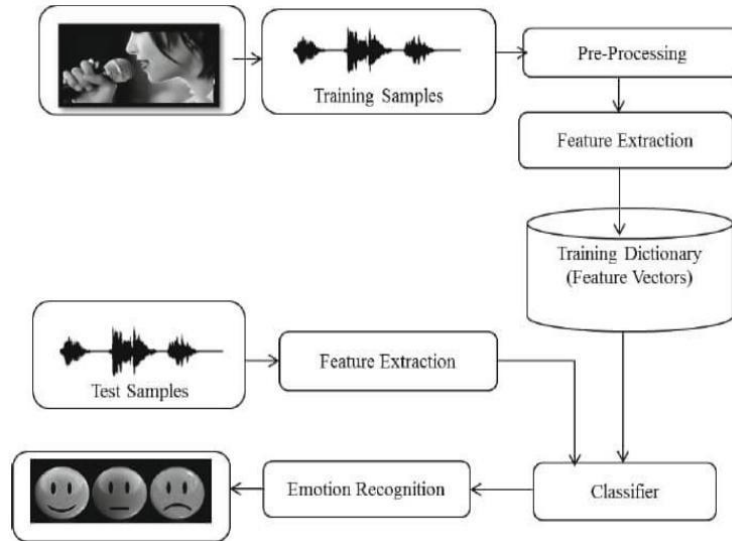 Training Samples
Pre-Processing
Feature Extraction
Training Dictionary
(Feature Vectors)
Test Samples
Feature Extraction
Emotion Recognition
Classifier